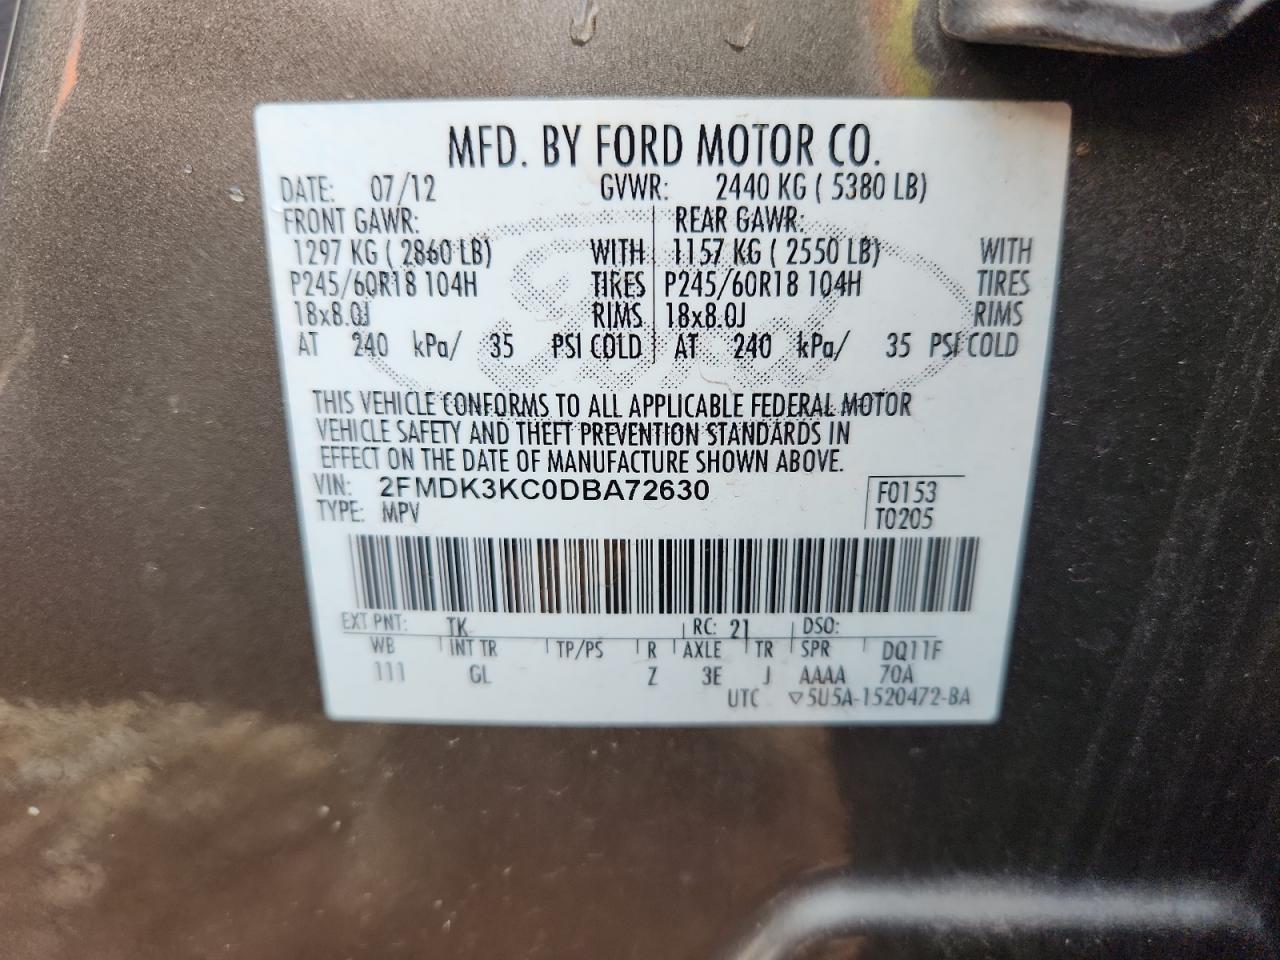 MFD. BY FORD MOTOR CO.
DATE: 07/12 GVWR: 2440 KG ( 5380 LB)
FRONT GAWR: REAR GAWR:
1297 KG ( 2860 LB) WITH 1157 KG ( 2550 LB) WITH
P245/60R18 104H TIRES P245/60R18 104H TIRES
18x8.0J RIMS 18x8.0J RIMS
AT 240 kPa/ 35 PSI COLD AT 240 kPa/ 35 PSI COLD
THIS VEHICLE CONFORMS TO ALL APPLICABLE FEDERAL MOTOR
VEHICLE SAFETY AND THEFT PREVENTION STANDARDS IN
EFFECT ON THE DATE OF MANUFACTURE SHOWN ABOVE.
VIN: 2FMDK3KC0DBA72630 F0153
TYPE: MPV T0205
EXT PNT: TK RC: 21 DSO:
WB INT TR TP/PS R AXLE TR SPR DQ11F
111 GL Z 3E J AAAA 70A
UTC ▽5U5A-1520472-BA